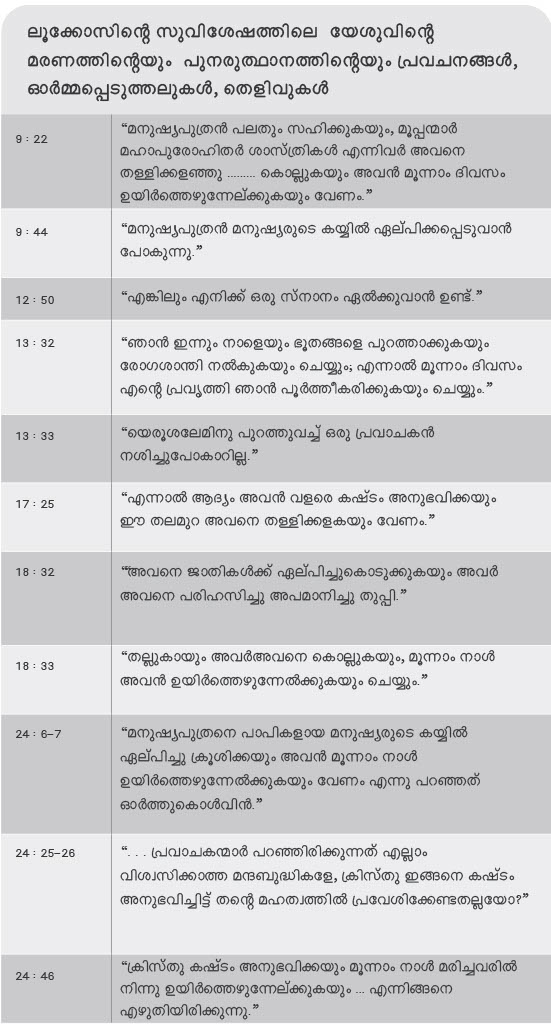 ലൂക്കോസിന്റെ സുവിശേഷത്തിലെ യേശുവിന്റെ
മരണത്തിന്റെയും പുനരുത്ഥാനത്തിന്റെയും പ്രവചനങ്ങൾ,
ഓർമ്മപ്പെടുത്തലുകൾ, തെളിവുകൾ
9 : 22
“മനുഷ്യപുത്രൻ പലതും സഹിക്കുകയും, മൂപ്പന്മാർ
മഹാപുരോഹിതർ ശാസ്ത്രികൾ എന്നിവർ അവനെ
തള്ളിക്കളഞ്ഞു ......... കൊല്ലുകയും അവൻ മൂന്നാം ദിവസം
ഉയിർത്തെഴുന്നേല്ക്കുകയും വേണം.”
9 : 44
“മനുഷ്യപുത്രൻ മനുഷ്യരുടെ കയ്യിൽ ഏല്പിക്കപ്പെടുവാൻ
പോകുന്നു.”
12 : 50
“എങ്കിലും എനിക്ക് ഒരു സ്നാനം ഏൽക്കുവാൻ ഉണ്ട്.”
13 : 32
“ഞാൻ ഇന്നും നാളെയും ഭൂതങ്ങളെ പുറത്താക്കുകയും
രോഗശാന്തി നൽകുകയും ചെയ്യും; എന്നാൽ മൂന്നാം ദിവസം
എന്റെ പ്രവൃത്തി ഞാൻ പൂർത്തീകരിക്കുകയും ചെയ്യും.”
13 : 33
“യെരൂശലേമിനു പുറത്തുവച്ച് ഒരു പ്രവാചകൻ
നശിച്ചുപോകാറില്ല.”
17 : 25
“എന്നാൽ ആദ്യം അവൻ വളരെ കഷ്ടം അനുഭവിക്കയും
ഈ തലമുറ അവനെ തള്ളിക്കളകയും വേണം.”
18 : 32
“‘അവനെ ജാതികൾക്ക് ഏല്പിച്ചുകൊടുക്കുകയും അവർ
അവനെ പരിഹസിച്ചു അപമാനിച്ചു തുപ്പി.”
18 : 33
“തല്ലുകായും അവർഅവനെ കൊല്ലുകയും, മൂന്നാം നാൾ
അവൻ ഉയിർത്തെഴുന്നേൽക്കുകയും ചെയ്യും.”
24 : 6–7
“മനുഷ്യപുത്രനെ പാപികളായ മനുഷ്യരുടെ കയ്യിൽ
ഏല്പിച്ചു ക്രൂശിക്കയും അവൻ മൂന്നാം നാൾ
ഉയിർത്തെഴുന്നേൽക്കുകയും വേണം എന്നു പറഞ്ഞത്
ഓർത്തുകൊൾവിൻ.”
24 : 25–26
“. . . പ്രവാചകന്മാർ പറഞ്ഞിരിക്കുന്നത് എല്ലാം
വിശ്വസിക്കാത്ത മന്ദബുദ്ധികളേ, ക്രിസ്തു ഇങ്ങനെ കഷ്ടം
അനുഭവിച്ചിട്ട് തന്റെ മഹത്വത്തിൽ പ്രവേശിക്കേണ്ടതല്ലയോ?”
24 : 46
“ക്രിസ്തു കഷ്ടം അനുഭവിക്കയും മൂന്നാം നാൾ മരിച്ചവരിൽ
നിന്നു ഉയിർത്തെഴുന്നേല്ക്കുകയും ... എന്നിങ്ങനെ
എഴുതിയിരിക്കുന്നു.”